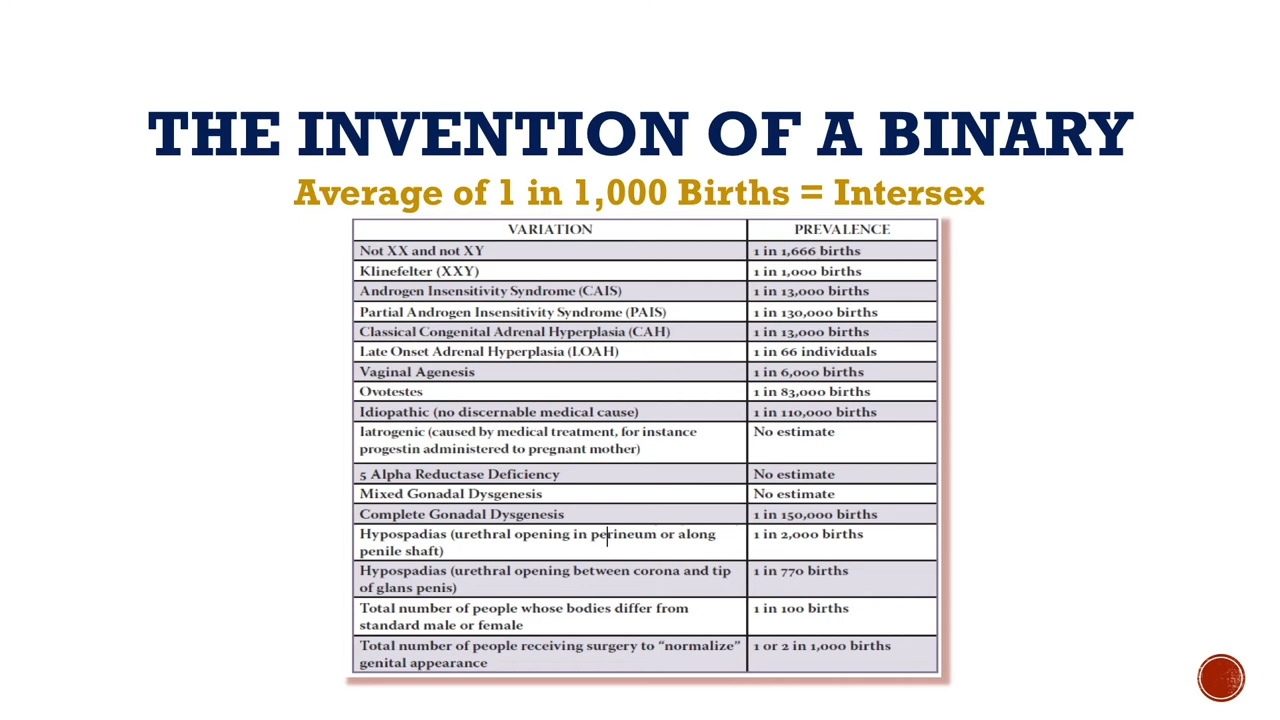 THE INVENTION OF A BINARY
Average of 1 in 1,000 Births = Intersex
VARIATION PREVALENCE
Not XX and not XY 1 in 1,666 births
Klinefelter (XXY) 1 in 1,000 births
Androgen Insensitivity Syndrome (CAIS) 1 in 13,000 births
Partial Androgen Insensitivity Syndrome (PAIS) 1 in 130,000 births
Classical Congenital Adrenal Hyperplasia (CAH) 1 in 13,000 births
Late Onset Adrenal Hyperplasia (LOAH) 1 in 66 individuals
Vaginal Agenesis 1 in 6,000 births
Ovotestes 1 in 83,000 births
Idiopathic (no discernable medical cause) 1 in 110,000 births
Iatrogenic (caused by medical treatment, for instance No estimate
progestin administered to pregnant mother)
5 Alpha Reductase Deficiency No estimate
Mixed Gonadal Dysgenesis No estimate
Complete Gonadal Dysgenesis 1 in 150,000 births
Hypospadias (urethral opening in perineum or along 1 in 2,000 births
penile shaft)
Hypospadias (urethral opening between corona and tip 1 in 770 births
of glans penis)
Total number of people whose bodies differ from 1 in 100 births
standard male or female
Total number of people receiving surgery to “normalize” 1 or 2 in 1,000 births
genital appearance